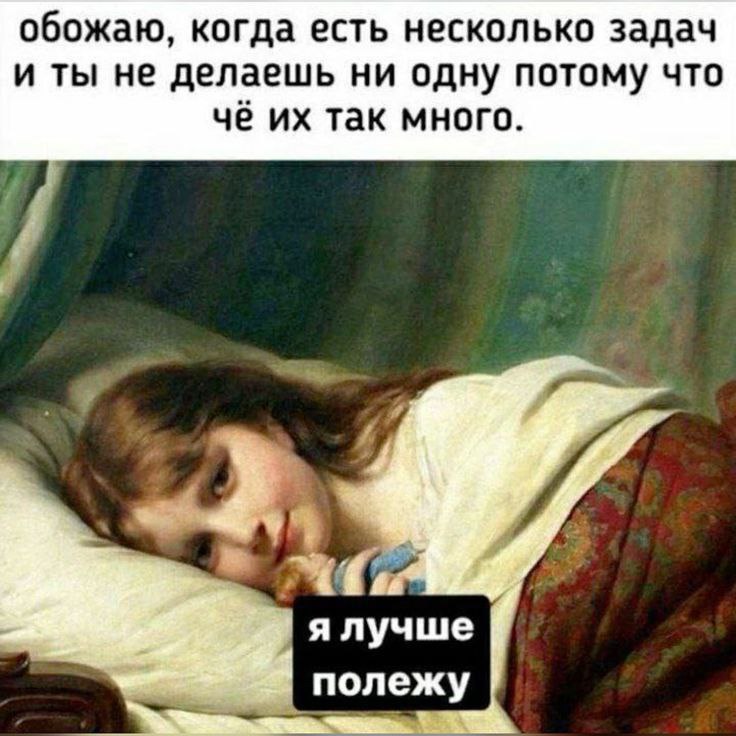 обожаю, когда есть несколько задач
и ты не делаешь ни одну потому что
чё их так много.
я лучше
полежу